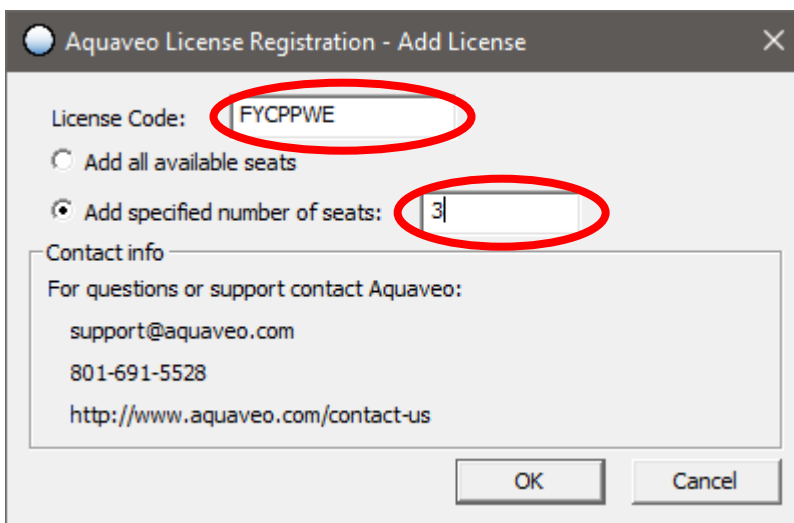 Aquaveo License Registration - Add License
License Code: FYCPPWE
Add all available seats
Add specified number of seats: 3
Contact info
For questions or support contact Aquaveo:
support@aquaveo.com
801-691-5528
http://www.aquaveo.com/contact-us
OK Cancel